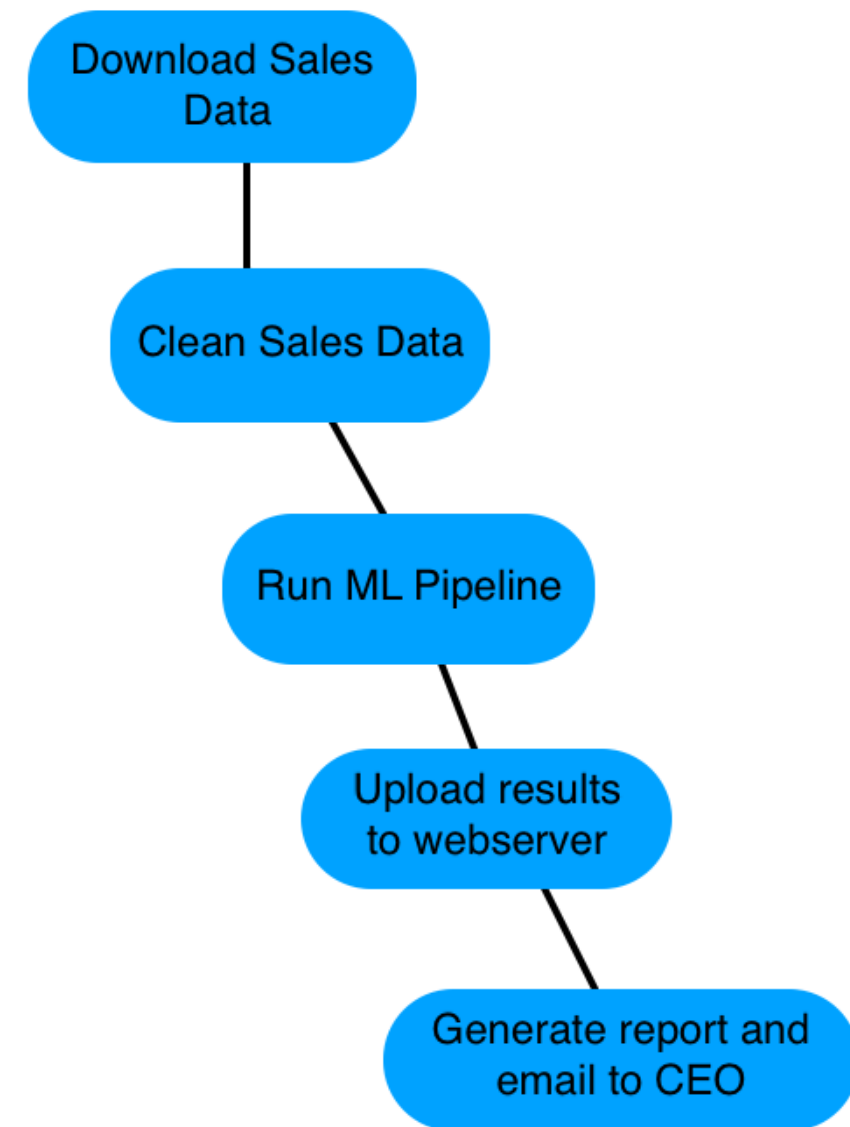 Download Sales
Data
Clean Sales Data
Run ML Pipeline
Upload results
to webserver
Generate report and
email to CEO